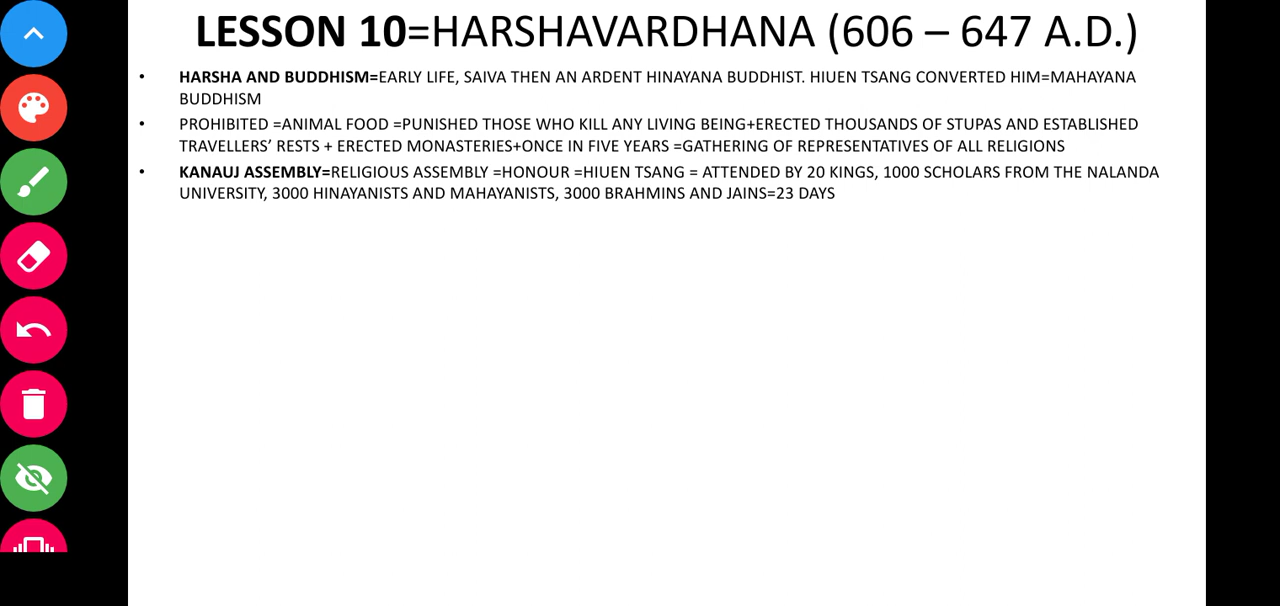 LESSON 10=HARSHAVARDHANA (606 – 647 A.D.)
• HARSHA AND BUDDHISM=EARLY LIFE, SAIVA THEN AN ARDENT HINAYANA BUDDHIST. HIUEN TSANG CONVERTED HIM=MAHAYANA
BUDDHISM
• PROHIBITED =ANIMAL FOOD =PUNISHED THOSE WHO KILL ANY LIVING BEING+ERECTED THOUSANDS OF STUPAS AND ESTABLISHED
TRAVELLERS’ RESTS + ERECTED MONASTERIES+ONCE IN FIVE YEARS =GATHERING OF REPRESENTATIVES OF ALL RELIGIONS
• KANAUJ ASSEMBLY=RELIGIOUS ASSEMBLY =HONOUR =HIUEN TSANG = ATTENDED BY 20 KINGS, 1000 SCHOLARS FROM THE NALANDA
UNIVERSITY, 3000 HINAYANISTS AND MAHAYANISTS, 3000 BRAHMINS AND JAINS=23 DAYS